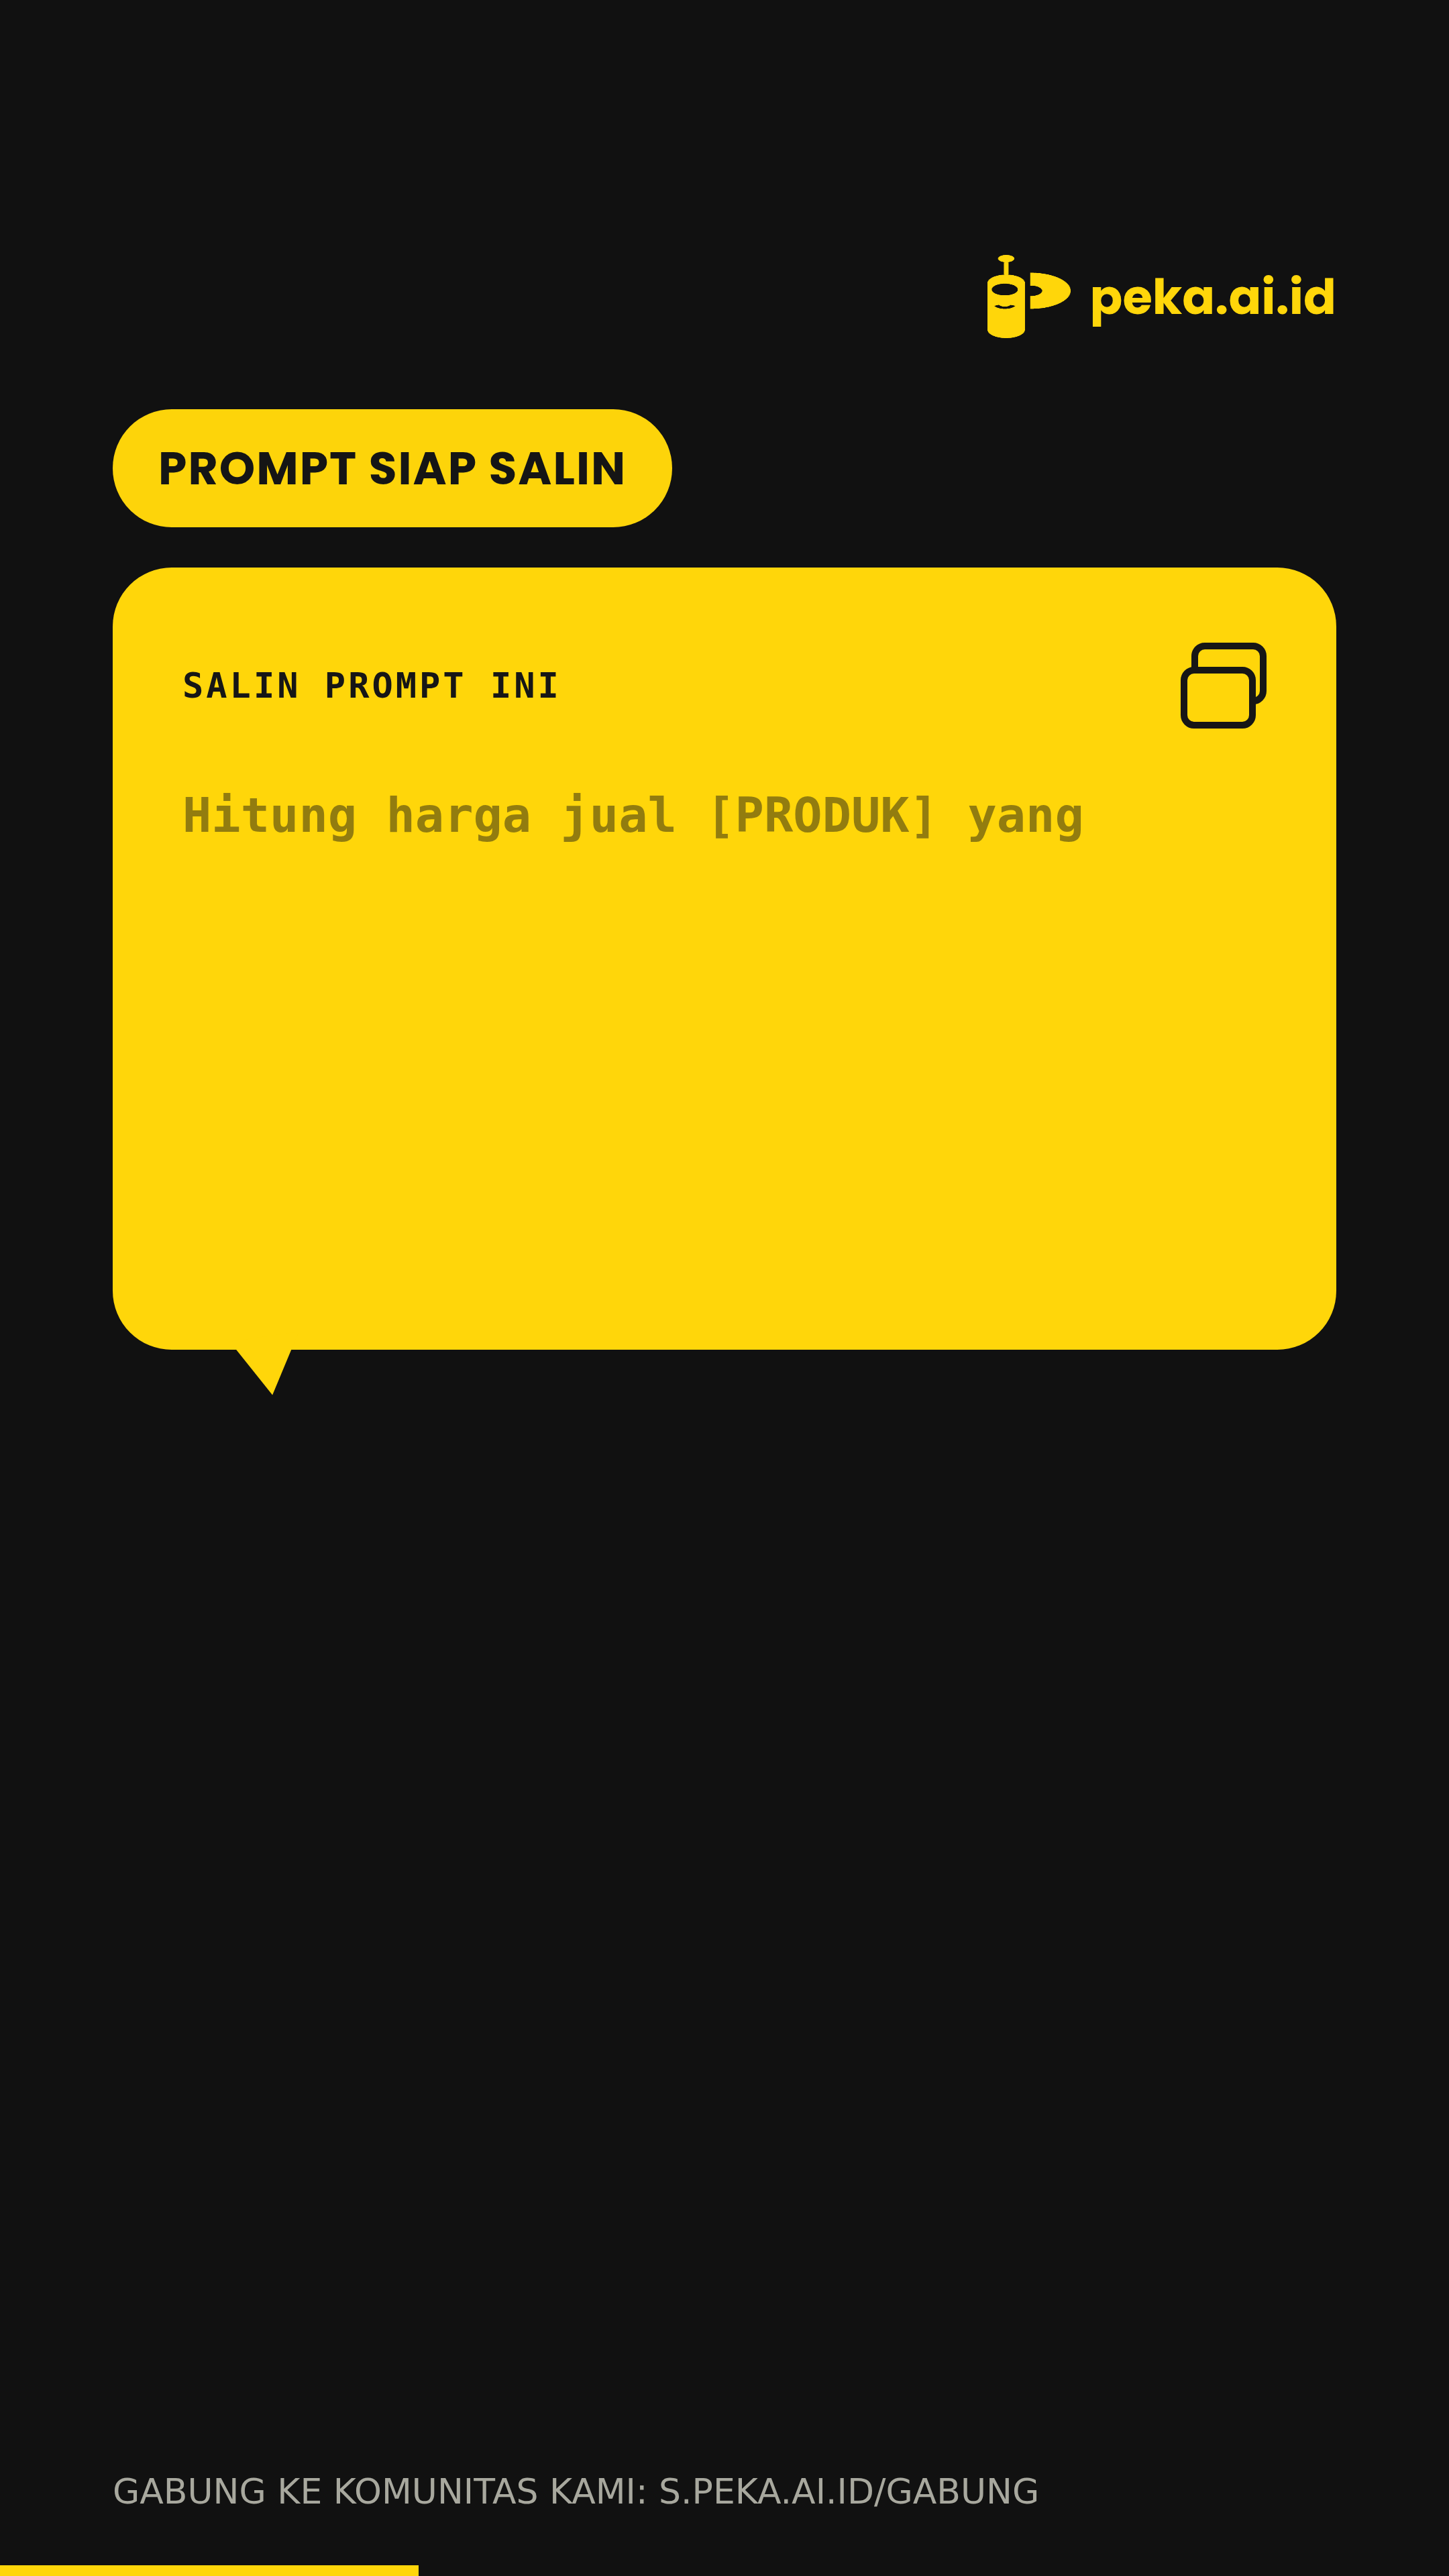 peka.ai.id
PROMPT SIAP SALIN
SALIN PROMPT INI
Hitung harga jual [PRODUK] yang
GABUNG KE KOMUNITAS KAMI: S.PEKA.AI.ID/GABUNG